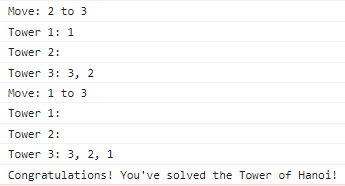 Move: 2 to 3
Tower 1: 1
Tower 2:
Tower 3: 3, 2
Move: 1 to 3
Tower 1:
Tower 2:
Tower 3: 3, 2, 1
Congratulations! You've solved the Tower of Hanoi!